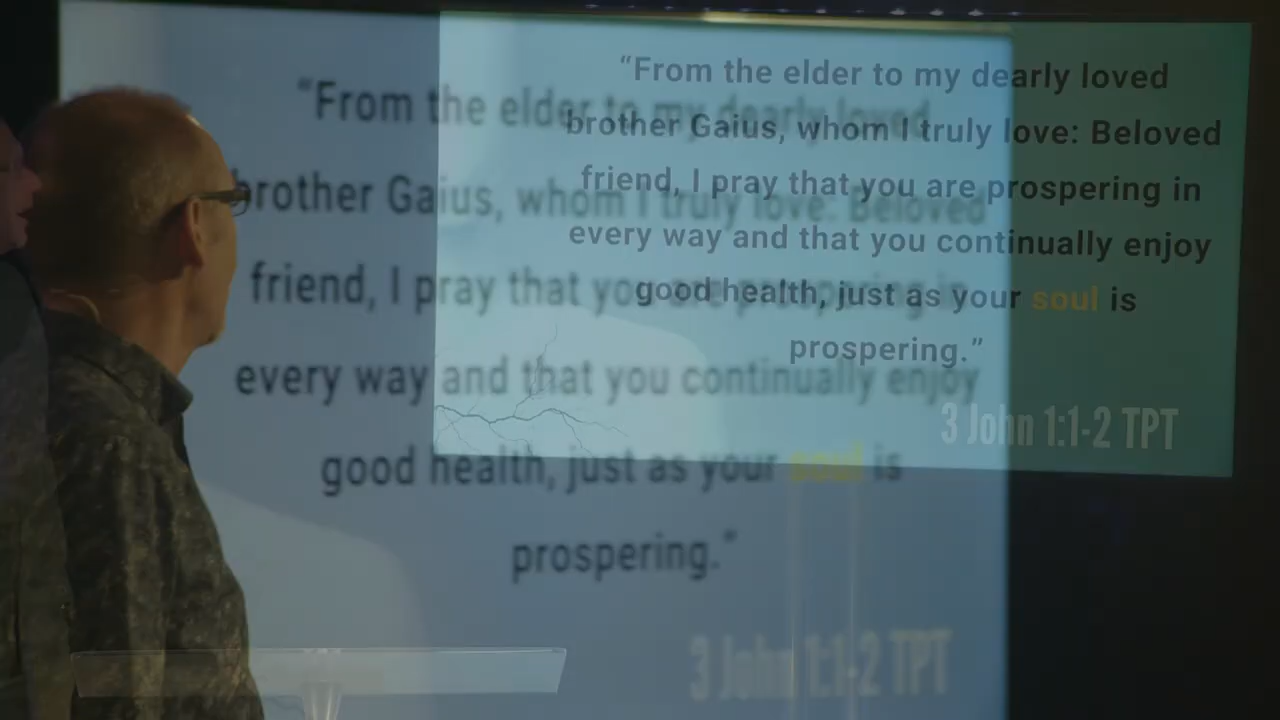 “From the elder to my dearly loved
brother Gaius, whom I truly love: Beloved
friend, I pray that you are prospering in
every way and that you continually enjoy
good health, just as your soul is
prospering.”
3 John 1:1-2 TPT
“From the elder to my dearly loved
brother Gaius, whom I truly love: Beloved
friend, I pray that you are prospering in
every way and that you continually enjoy
good health, just as your soul is
prospering.”
3 John 1:1-2 TPT